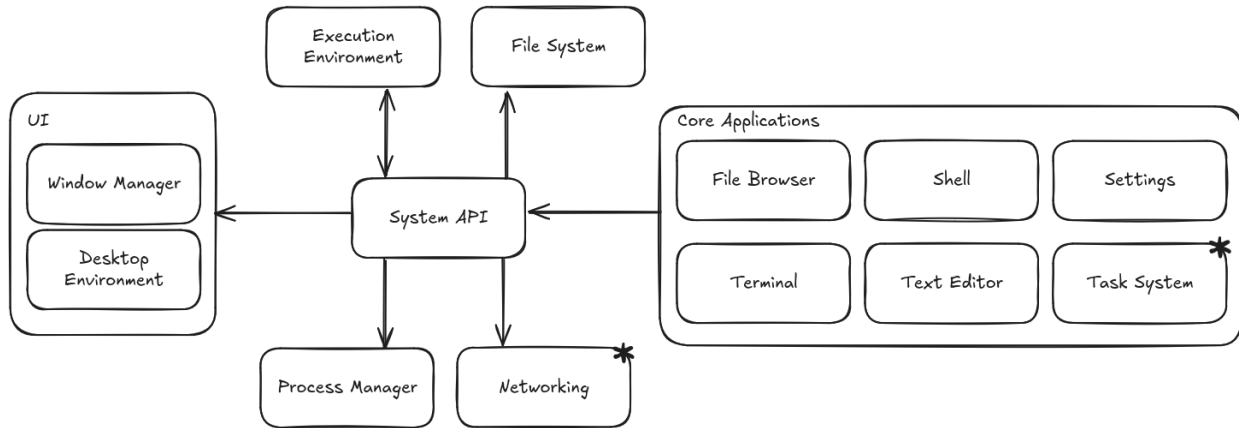 Execution
Environment
File System
UI
Window Manager
Desktop
Environment
System API
Process Manager
Networking
Core Applications
File Browser
Shell
Settings
Terminal
Text Editor
Task System